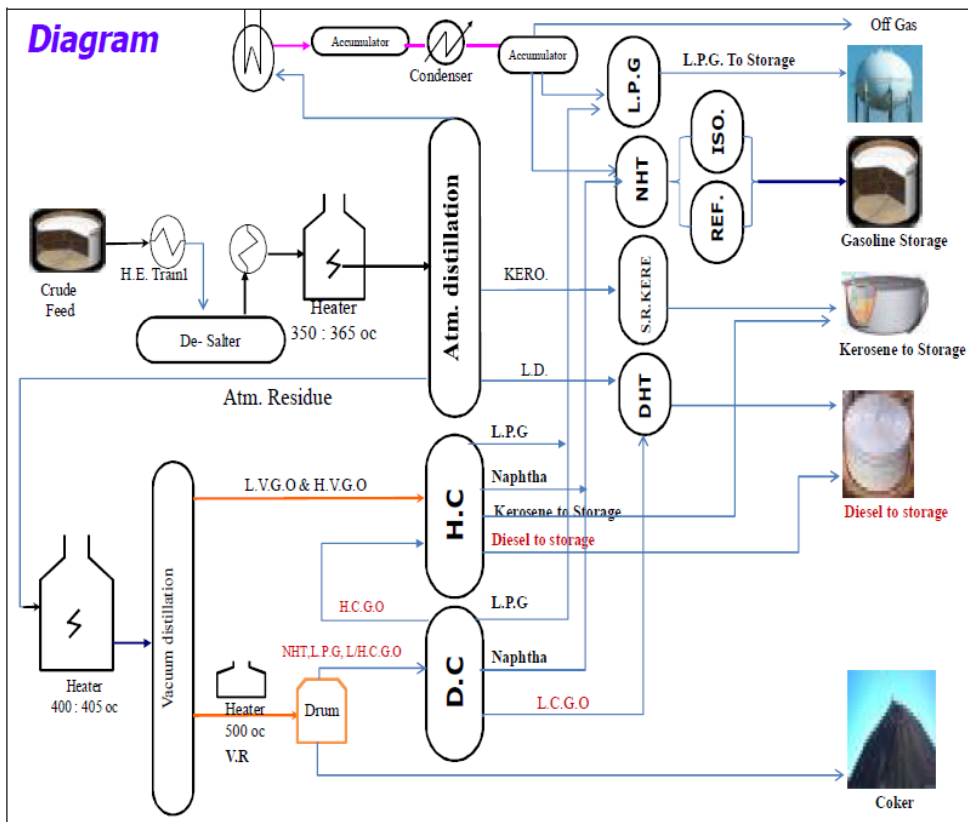 Diagram
Accumulator
Condenser
Accumulator
Off Gas
L.P.G
L.P.G. To Storage
ISO.
NHT
REF.
Gasoline Storage
Crude
Feed
H.E. Train1
De- Salter
Heater
350 : 365 oc
Atm. distillation
KERO.
S.R.KERE
Kerosene to Storage
L.D.
DHT
Atm. Residue
Diesel to storage
L.V.G.O & H.V.G.O
H.C
L.P.G
Naphtha
Kerosene to Storage
Diesel to storage
H.C.G.O
Vacuum distillation
Heater
400 : 405 oc
NHT,L.P.G, L/H.C.G.O
D.C
L.P.G
Naphtha
L.C.G.O
Heater
500 oc
V.R
Drum
Coker